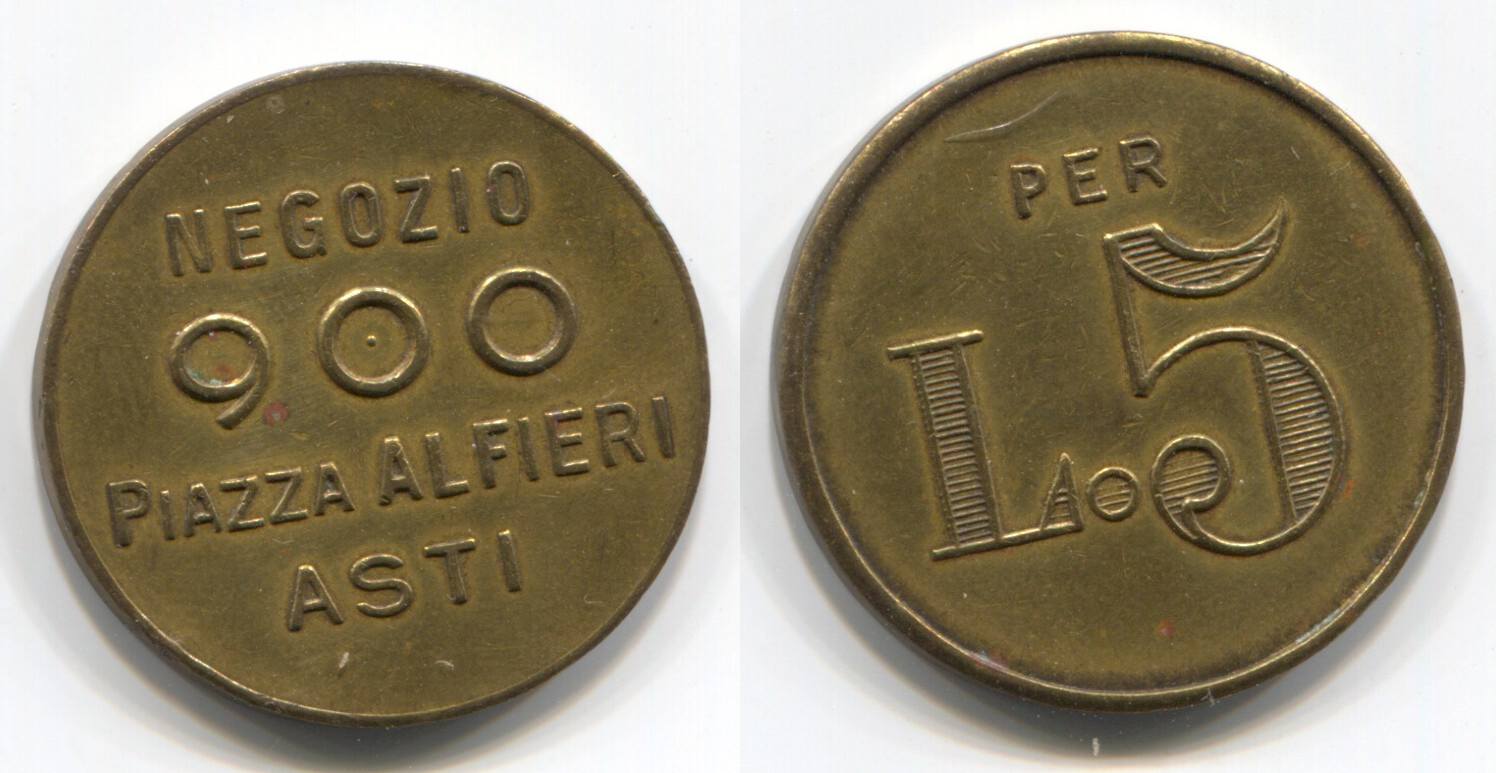 NEGOZIO
900
PIAZZA ALFIERI
ASTI
PER
L. 5